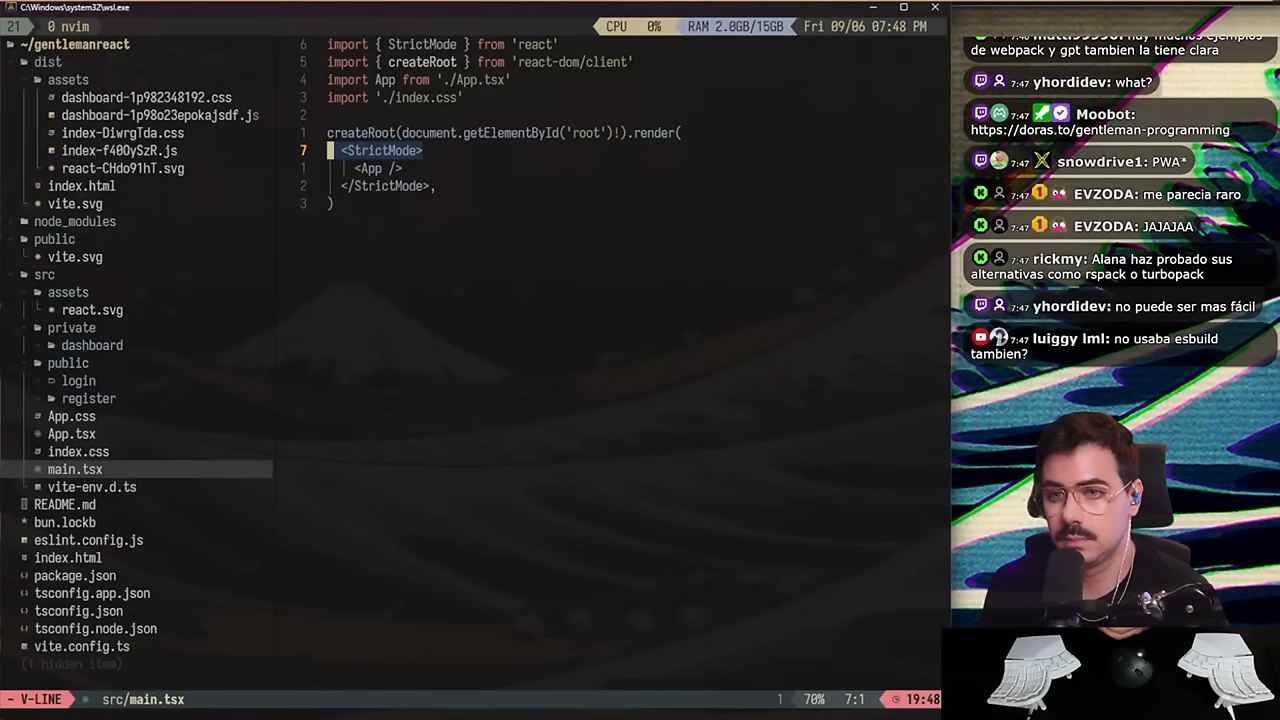 C:\Windows\system32\wsl.exe
21 0 nvim
CPU 0% RAM 2.0GB/15GB Fri 09/06 07:48 PM
~/gentlemanreact
dist
assets
dashboard-1p982348192.css
dashboard-1p98o23epokajsdf.js
index-DiwrgTda.css
index-f40OySzR.js
react-CHdo91hT.svg
index.html
vite.svg
node_modules
public
vite.svg
src
assets
react.svg
private
dashboard
public
login
register
App.css
App.tsx
index.css
main.tsx
vite-env.d.ts
README.md
bun.lockb
eslint.config.js
index.html
package.json
tsconfig.app.json
tsconfig.json
tsconfig.node.json
vite.config.ts
(1 hidden item)
6 import { StrictMode } from 'react'
5 import { createRoot } from 'react-dom/client'
4 import App from './App.tsx'
3 import './index.css'
2
1 createRoot(document.getElementById('root')!).render(
7 <StrictMode>
1 <App />
2 </StrictMode>,
3 )
- V-LINE src/main.tsx 1 70% 7:1 19:48
de webpack y gpt tambien la tiene clara
7:47 yhordidev: what?
7:47 Moobot:
https://doras.to/gentleman-programming
7:47 snowdrive1: PWA*
7:47 EVZODA: me parecia raro
7:47 EVZODA: JAJAJAA
7:47 rickmy: Alana haz probado sus
alternativas como rspack o turbopack
7:47 yhordidev: no puede ser mas fácil
7:47 luiggy lml: no usaba esbuild
tambien?